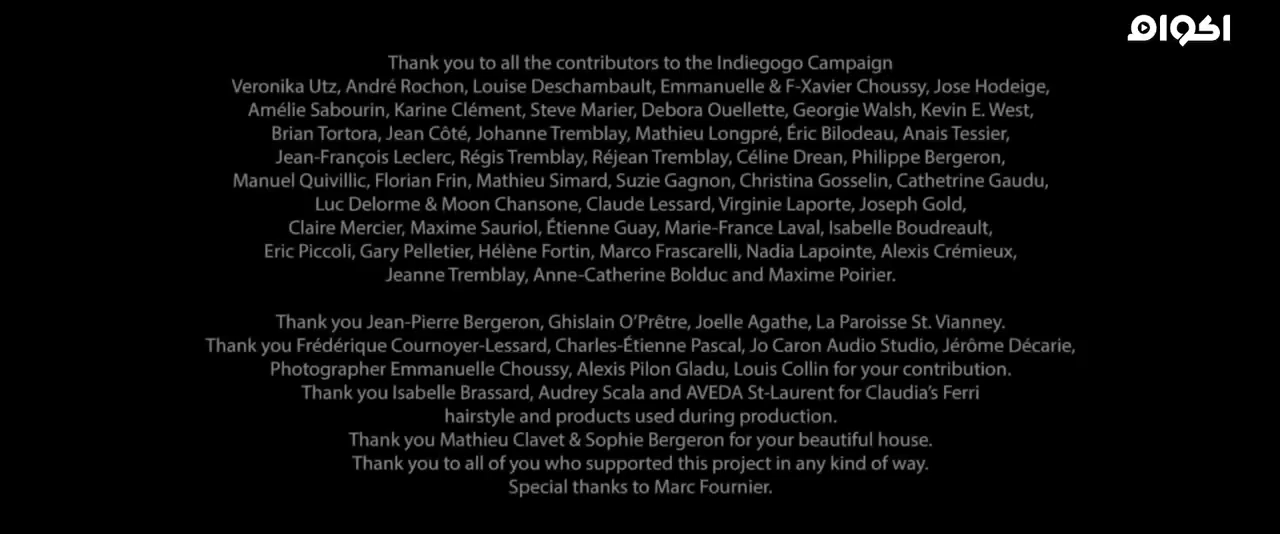 اكوام
Thank you to all the contributors to the Indiegogo Campaign
Veronika Utz, André Rochon, Louise Deschambault, Emmanuelle & F-Xavier Choussy, Jose Hodeige,
Amélie Sabourin, Karine Clément, Steve Marier, Debora Ouellette, Georgie Walsh, Kevin E. West,
Brian Tortora, Jean Côté, Johanne Tremblay, Mathieu Longpré, Éric Bilodeau, Anais Tessier,
Jean-François Leclerc, Régis Tremblay, Réjean Tremblay, Céline Drean, Philippe Bergeron,
Manuel Quivillic, Florian Frin, Mathieu Simard, Suzie Gagnon, Christina Gosselin, Cathetrine Gaudu,
Luc Delorme & Moon Chansone, Claude Lessard, Virginie Laporte, Joseph Gold,
Claire Mercier, Maxime Sauriol, Étienne Guay, Marie-France Laval, Isabelle Boudreault,
Eric Piccoli, Gary Pelletier, Hélène Fortin, Marco Frascarelli, Nadia Lapointe, Alexis Crémieux,
Jeanne Tremblay, Anne-Catherine Bolduc and Maxime Poirier.
Thank you Jean-Pierre Bergeron, Ghislain O'Prêtre, Joelle Agathe, La Paroisse St. Vianney.
Thank you Frédérique Cournoyer-Lessard, Charles-Étienne Pascal, Jo Caron Audio Studio, Jérôme Décarie,
Photographer Emmanuelle Choussy, Alexis Pilon Gladu, Louis Collin for your contribution.
Thank you Isabelle Brassard, Audrey Scala and AVEDA St-Laurent for Claudia's Ferri
hairstyle and products used during production.
Thank you Mathieu Clavet & Sophie Bergeron for your beautiful house.
Thank you to all of you who supported this project in any kind of way.
Special thanks to Marc Fournier.